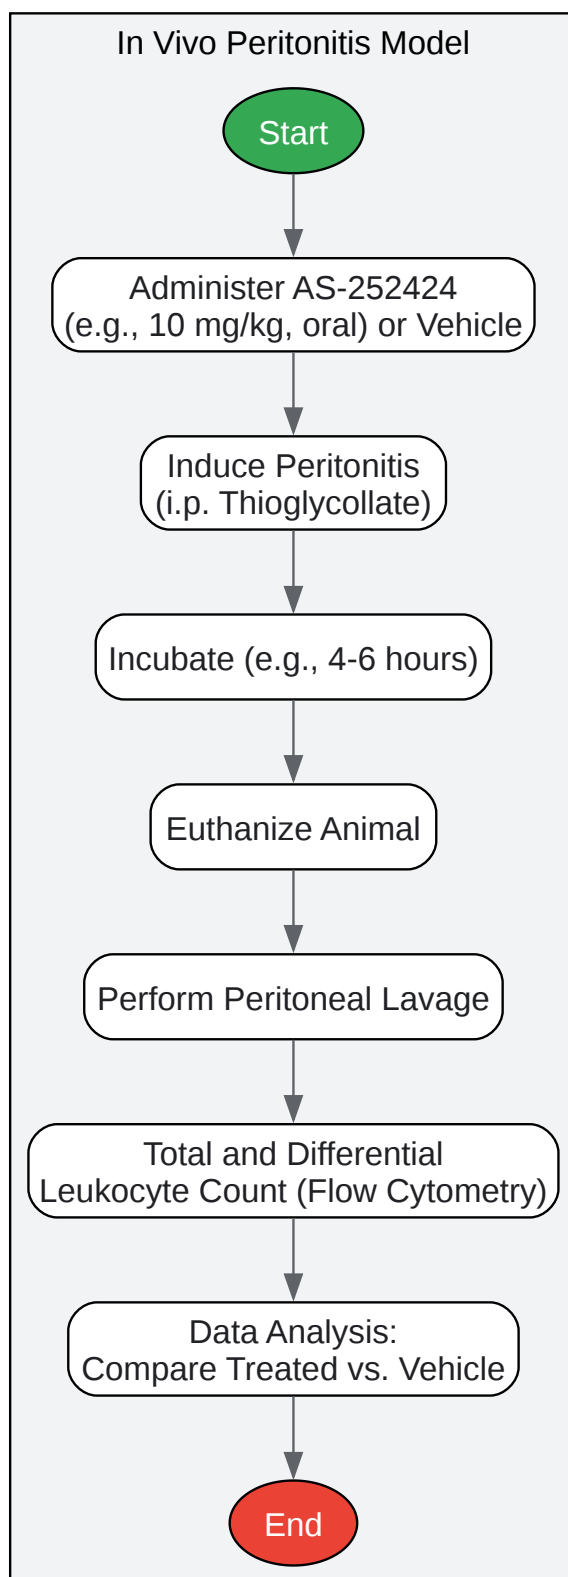 In Vivo Peritonitis Model
Start
Administer AS-252424
(e.g., 10 mg/kg, oral) or Vehicle
Induce Peritonitis
(i.p. Thioglycollate)
Incubate (e.g., 4-6 hours)
Euthanize Animal
Perform Peritoneal Lavage
Total and Differential
Leukocyte Count (Flow Cytometry)
Data Analysis:
Compare Treated vs. Vehicle
End